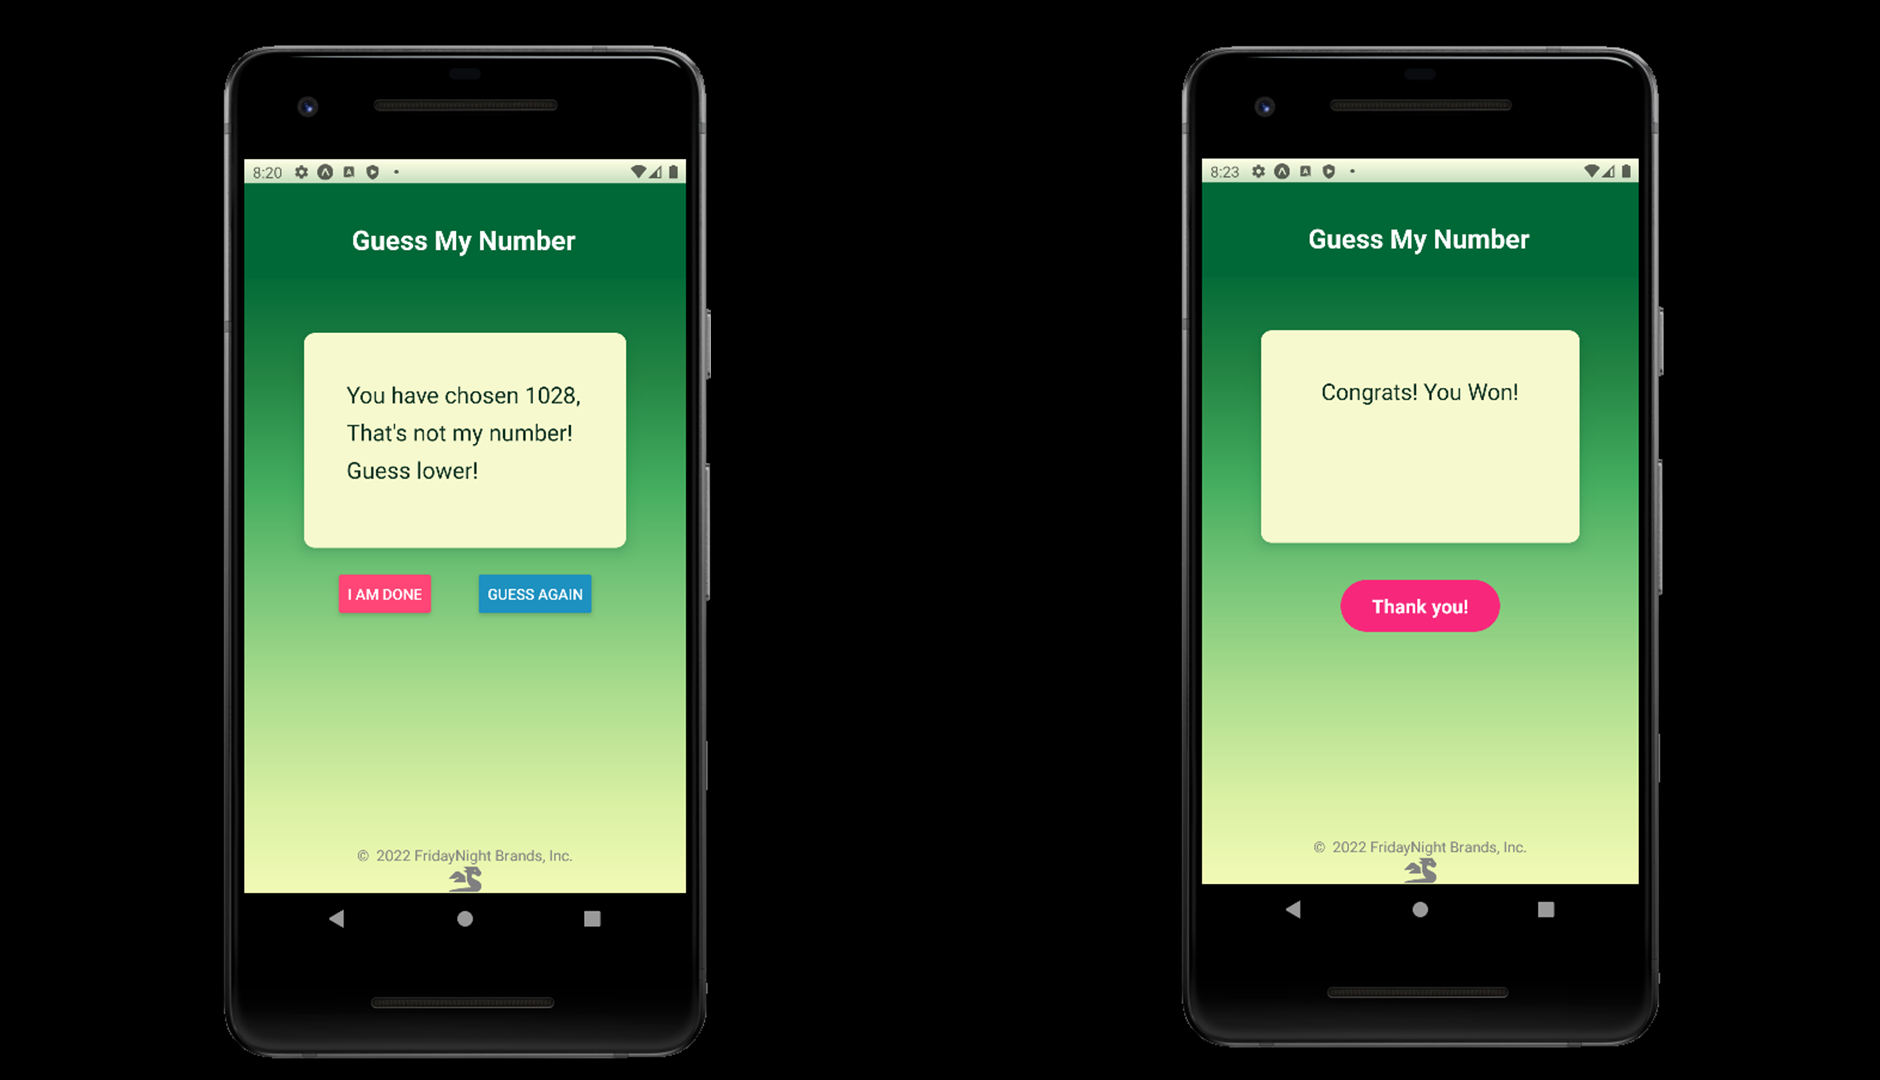 8:20
Guess My Number
You have chosen 1028,
That's not my number!
Guess lower!
I AM DONE
GUESS AGAIN
© 2022 FridayNight Brands, Inc.
8:23
Guess My Number
Congrats! You Won!
Thank you!
© 2022 FridayNight Brands, Inc.